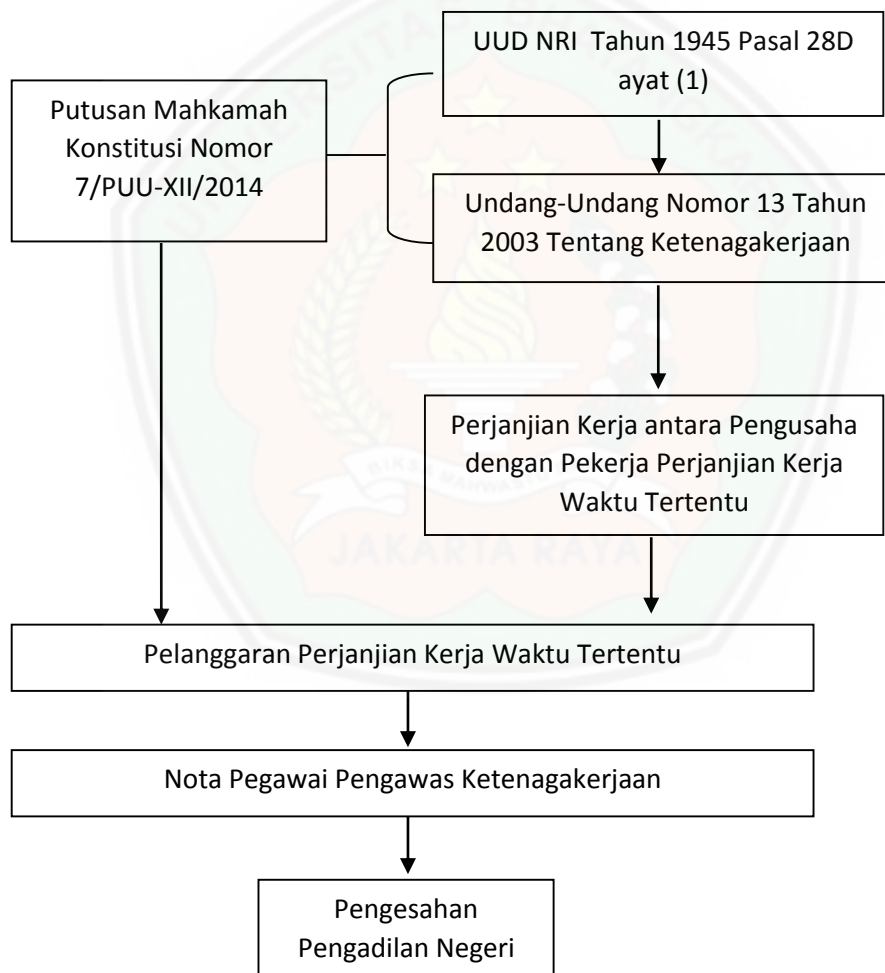 UUD NRI Tahun 1945 Pasal 28D
ayat (1)
Putusan Mahkamah
Konstitusi Nomor
7/PUU-XII/2014
Undang-Undang Nomor 13 Tahun
2003 Tentang Ketenagakerjaan
Perjanjian Kerja antara Pengusaha
dengan Pekerja Perjanjian Kerja
Waktu Tertentu
JAKARTA RAYA
Pelanggaran Perjanjian Kerja Waktu Tertentu
Nota Pegawai Pengawas Ketenagakerjaan
Pengesahan
Pengadilan Negeri